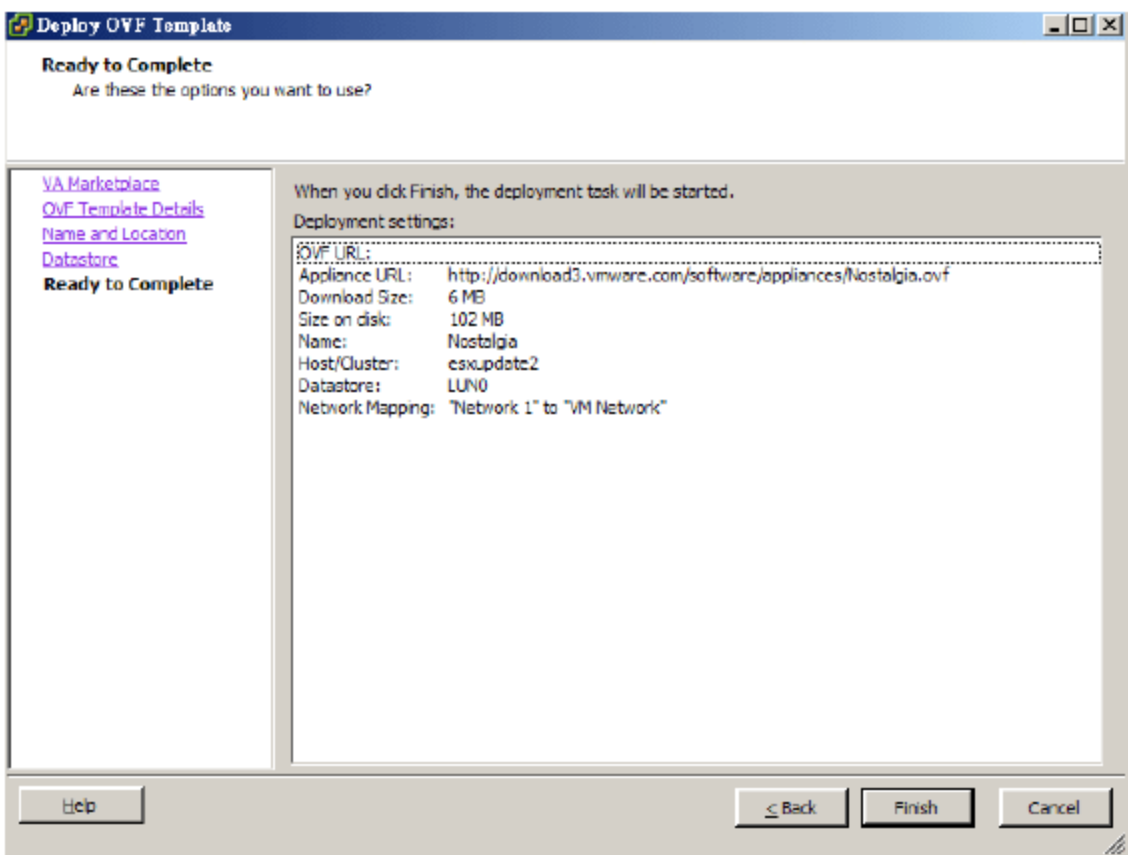 Deploy OVF Template
Ready to Complete
Are these the options you want to use?
VA Marketplace
OVF Template Details
Name and Location
Datastore
Ready to Complete
When you click Finish, the deployment task will be started.
Deployment settings:
OVF URL:
Appliance URL: http://download3.vmware.com/software/appliances/Nostalgia.ovf
Download Size: 6 MB
Size on disk: 102 MB
Name: Nostalgia
Host/Cluster: esxupdate2
Datastore: LUN0
Network Mapping: "Network 1" to "VM Network"
Help
< Back
Finish
Cancel